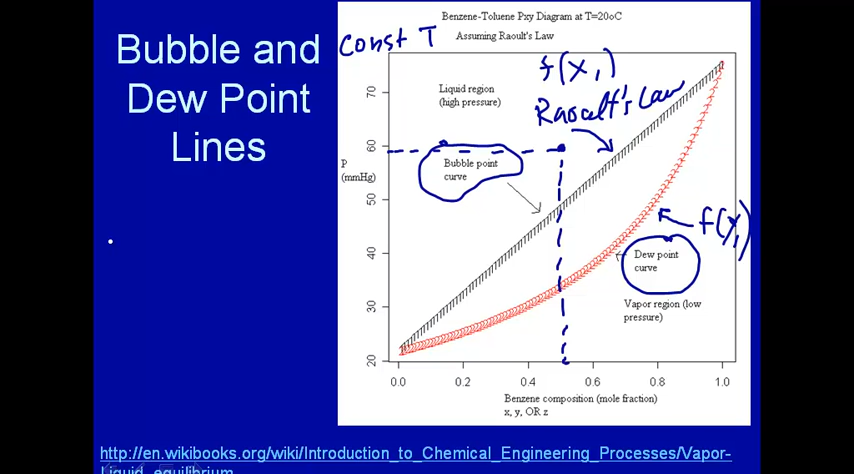 Bubble and
Dew Point
Lines
Benzene-Toluene Pxy Diagram at T=20oC
Const T
Assuming Raoult's Law
f(x₁)
Raoult's Law
Liquid region
(high pressure)
Bubble point
curve
f(y₁)
Dew point
curve
Vapor region (low
pressure)
P
(mmHg)
70
60
50
40
30
20
0.0 0.2 0.4 0.6 0.8 1.0
Benzene composition (mole fraction)
x, y, OR z
http://en.wikibooks.org/wiki/Introduction_to_Chemical_Engineering_Processes/Vapor-
Liquid_equilibrium